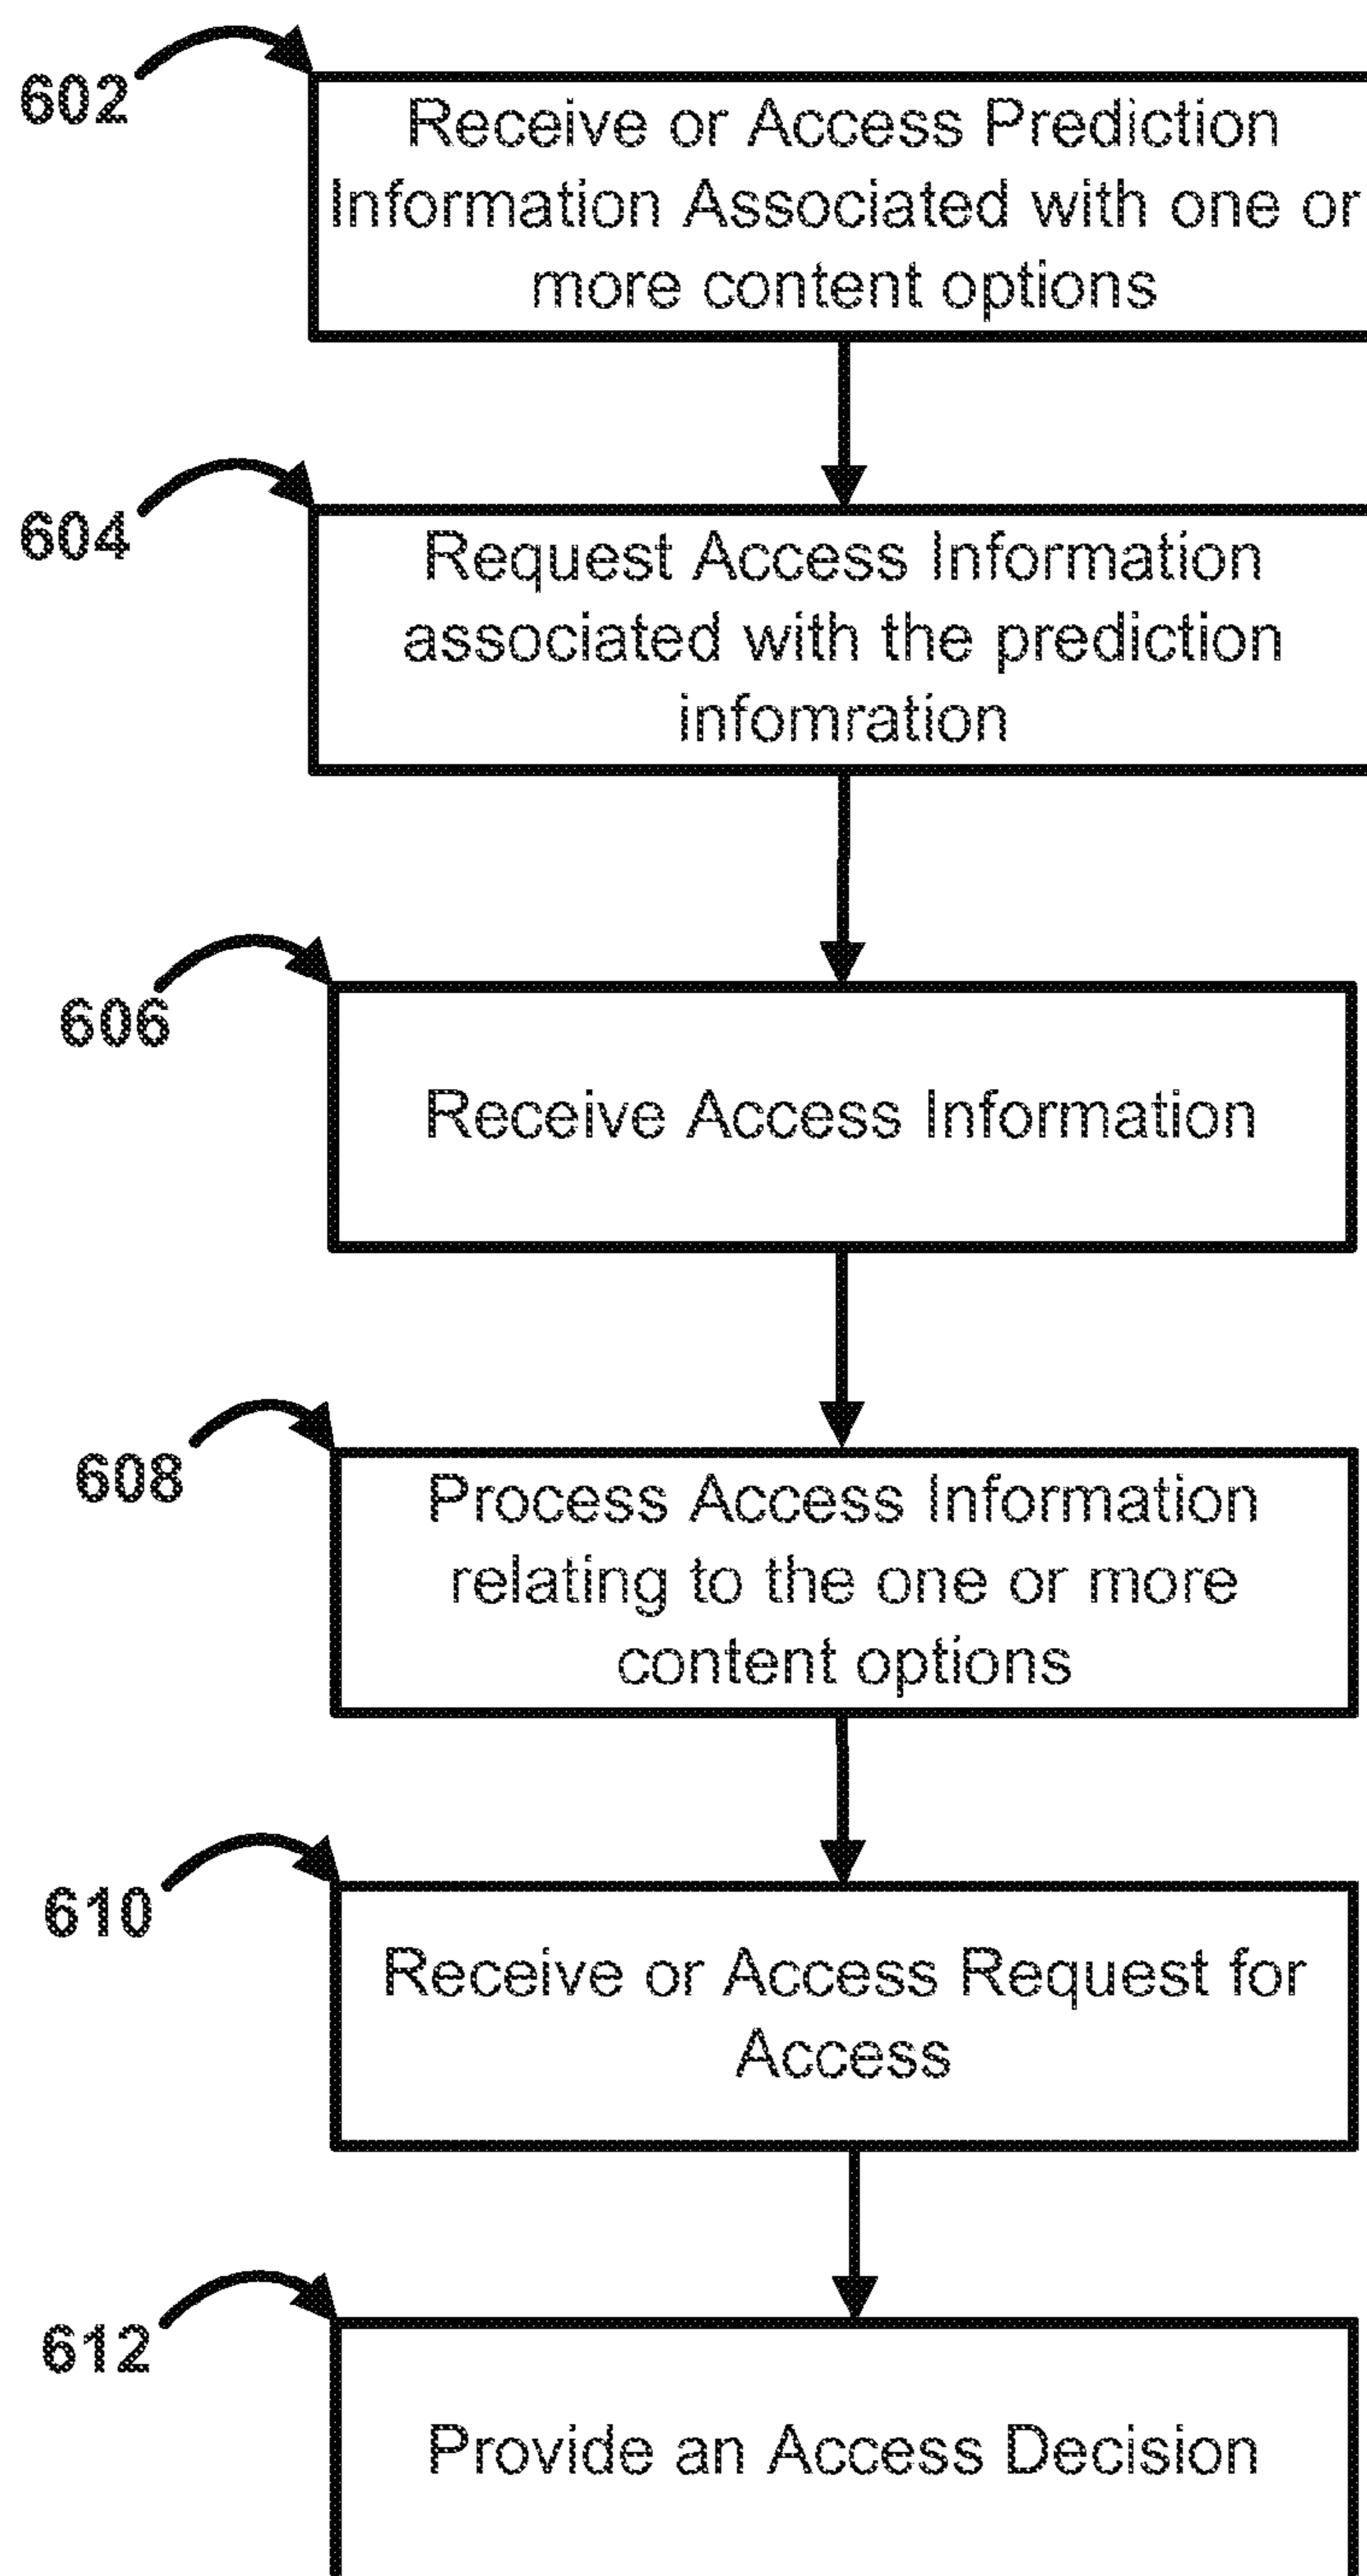 602
Receive or Access Prediction
Information Associated with one or
more content options
604
Request Access Information
associated with the prediction
infomration
606
Receive Access Information
608
Process Access Information
relating to the one or more
content options
610
Receive or Access Request for
Access
612
Provide an Access Decision